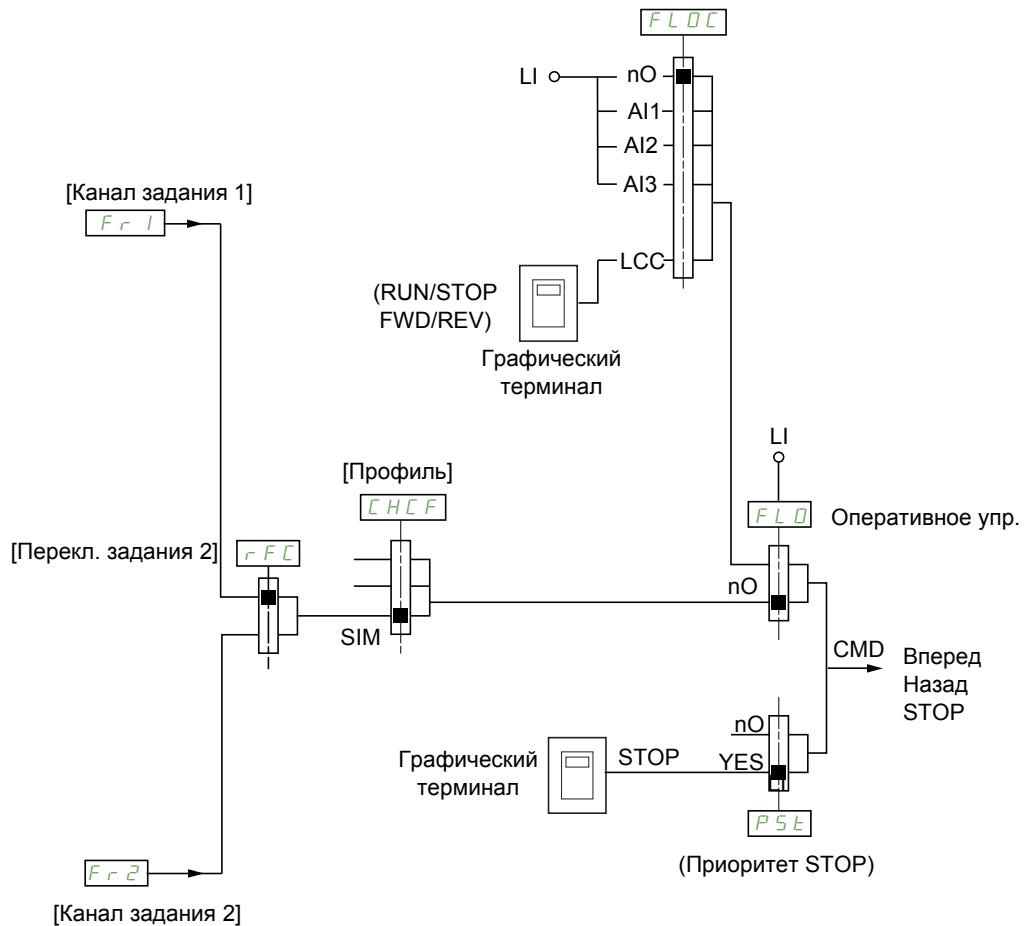 FLOC
LI
nO
AI1
AI2
AI3
[Канал задания 1]
Fr1
LCC
(RUN/STOP
FWD/REV)
Графический
терминал
LI
[Профиль]
CHCF
FLO
Оперативное упр.
[Перекл. задания 2]
rFC
nO
SIM
CMD
Вперед
Назад
STOP
nO
Графический
терминал
STOP
YES
PSt
(Приоритет STOP)
Fr2
[Канал задания 2]